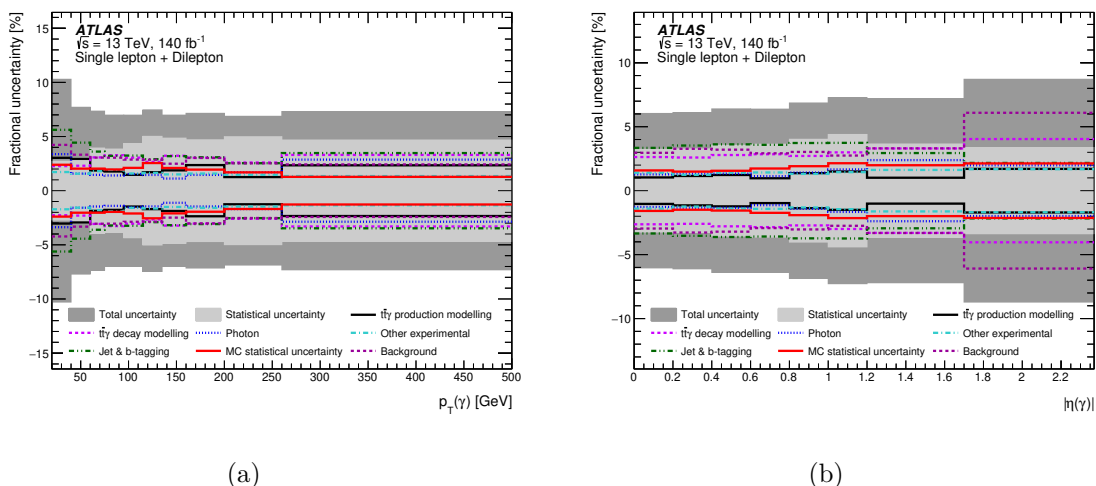 Fractional uncertainty [%]
ATLAS
√s = 13 TeV, 140 fb⁻¹
Single lepton + Dilepton
15
10
5
0
−5
−10
−15
Total uncertainty
Statistical uncertainty
tt̄γ production modelling
tt̄γ decay modelling
Photon
Other experimental
Jet & b-tagging
MC statistical uncertainty
Background
50 100 150 200 250 300 350 400 450 500
p_T(γ) [GeV]
(a)
Fractional uncertainty [%]
ATLAS
√s = 13 TeV, 140 fb⁻¹
Single lepton + Dilepton
10
5
0
−5
−10
Total uncertainty
Statistical uncertainty
tt̄γ production modelling
tt̄γ decay modelling
Photon
Other experimental
Jet & b-tagging
MC statistical uncertainty
Background
0 0.2 0.4 0.6 0.8 1 1.2 1.4 1.6 1.8 2 2.2
|η(γ)|
(b)